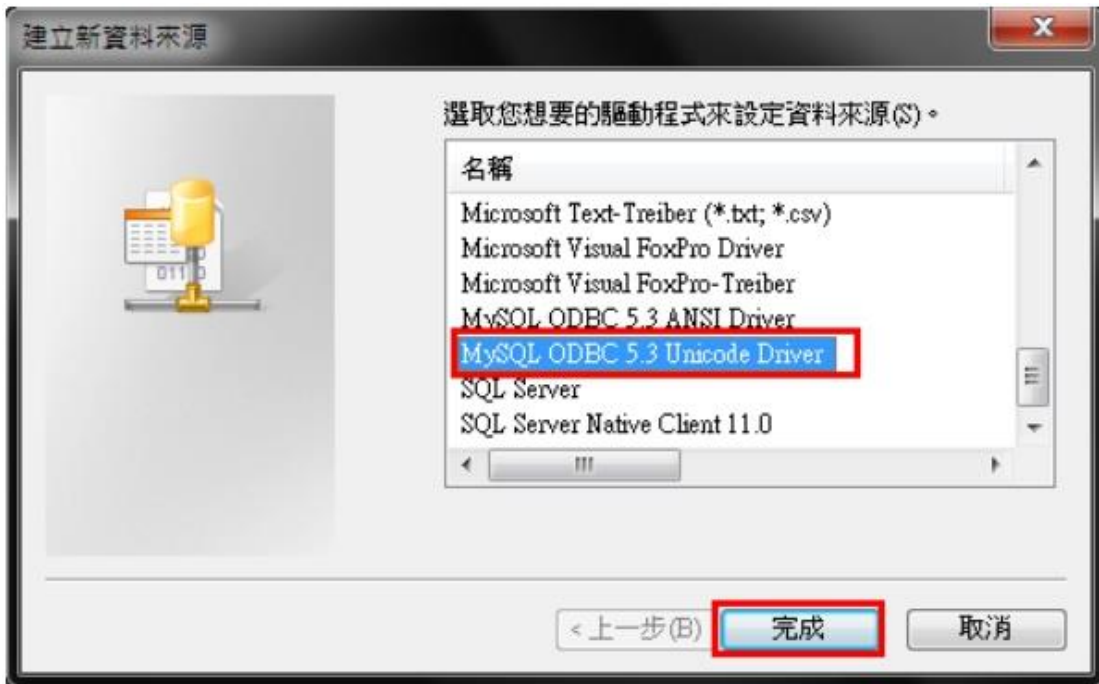 建立新資料來源
選取您想要的驅動程式來設定資料來源(S)。
名稱
Microsoft Text-Treiber (*.txt; *.csv)
Microsoft Visual FoxPro Driver
Microsoft Visual FoxPro-Treiber
MySQL ODBC 5.3 ANSI Driver
MySQL ODBC 5.3 Unicode Driver
SQL Server
SQL Server Native Client 11.0
<上一步(B) 完成 取消